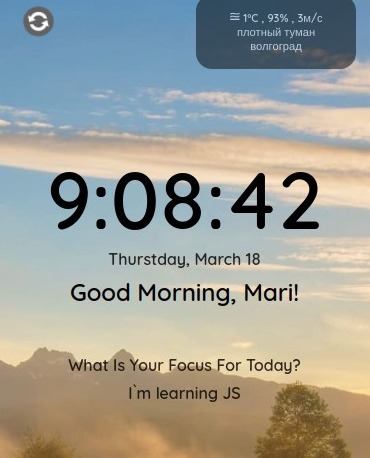 ≅ 1°C , 93% , 3м/с
плотный туман
волгоград
9:08:42
Thurstday, March 18
Good Morning, Mari!
What Is Your Focus For Today?
I`m learning JS